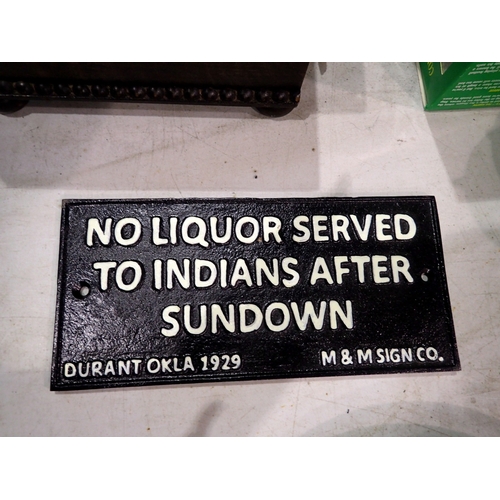 NO LIQUOR SERVED
TO INDIANS AFTER
SUNDOWN
DURANT OKLA 1929 M & M SIGN CO.